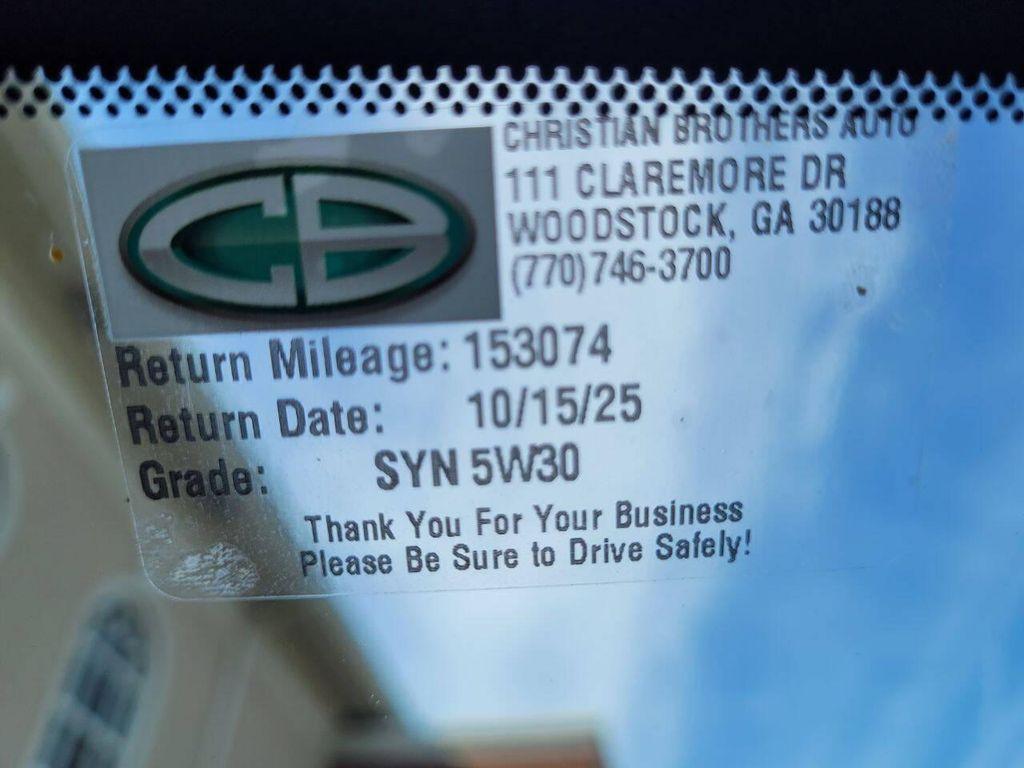 CB
CHRISTIAN BROTHERS AUTO
111 CLAREMORE DR
WOODSTOCK, GA 30188
(770)746-3700
Return Mileage: 153074
Return Date: 10/15/25
Grade: SYN 5W30
Thank You For Your Business
Please Be Sure to Drive Safely!